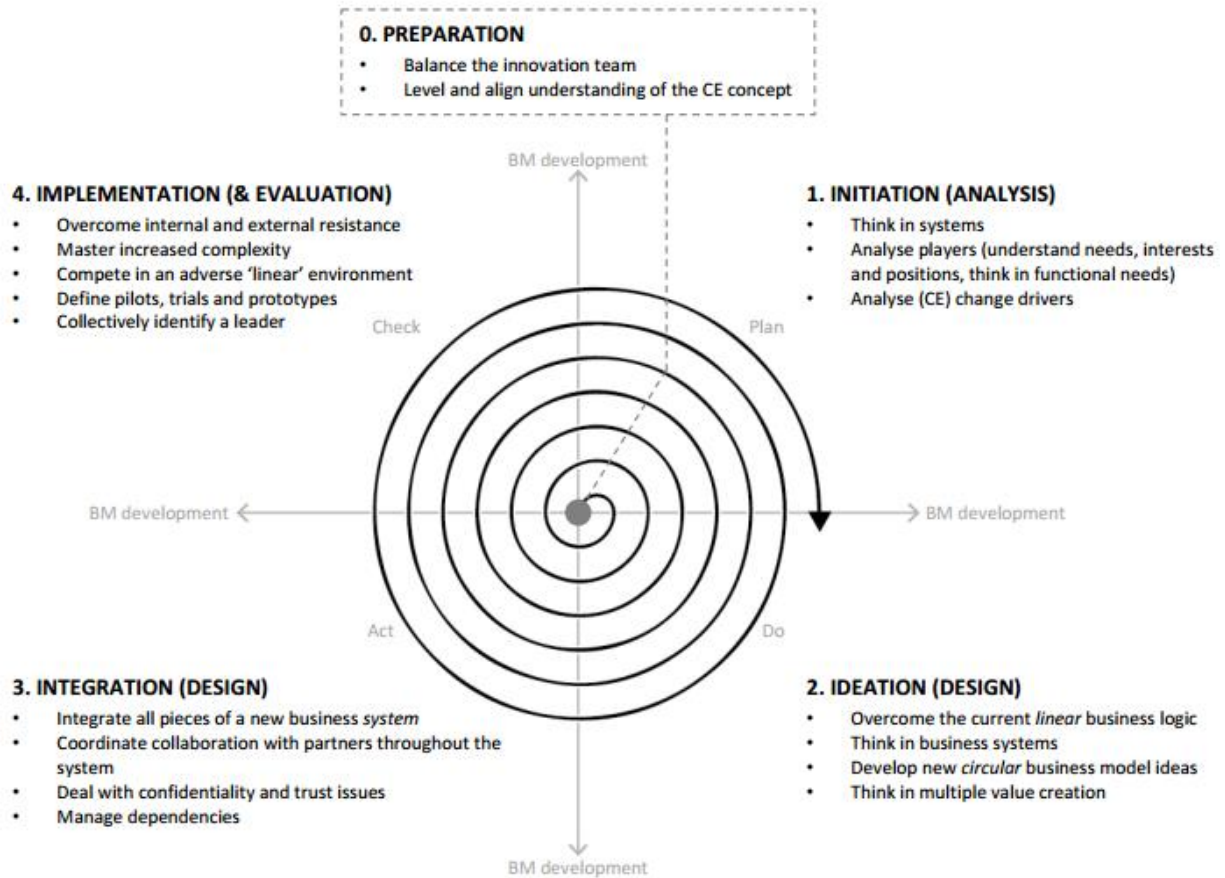 0. PREPARATION
• Balance the innovation team
• Level and align understanding of the CE concept
BM development
4. IMPLEMENTATION (& EVALUATION)
• Overcome internal and external resistance
• Master increased complexity
• Compete in an adverse ‘linear’ environment
• Define pilots, trials and prototypes
• Collectively identify a leader
1. INITIATION (ANALYSIS)
• Think in systems
• Analyse players (understand needs, interests
and positions, think in functional needs)
• Analyse (CE) change drivers
Check
Plan
BM development
BM development
Act
Do
3. INTEGRATION (DESIGN)
• Integrate all pieces of a new business system
• Coordinate collaboration with partners throughout the
system
• Deal with confidentiality and trust issues
• Manage dependencies
2. IDEATION (DESIGN)
• Overcome the current linear business logic
• Think in business systems
• Develop new circular business model ideas
• Think in multiple value creation
BM development